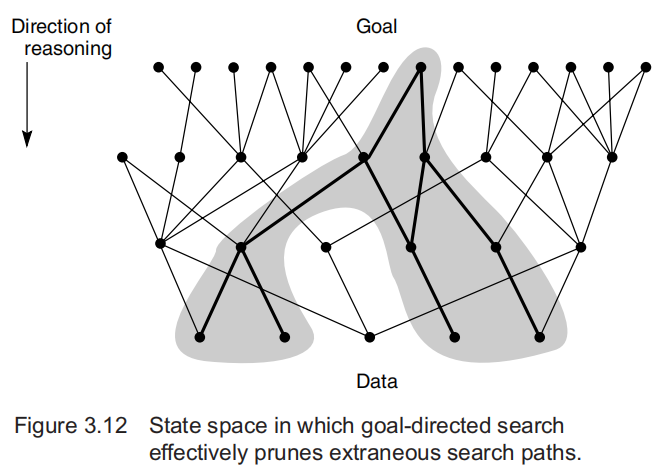 Direction of
reasoning
Goal
Data
Figure 3.12 State space in which goal-directed search
effectively prunes extraneous search paths.